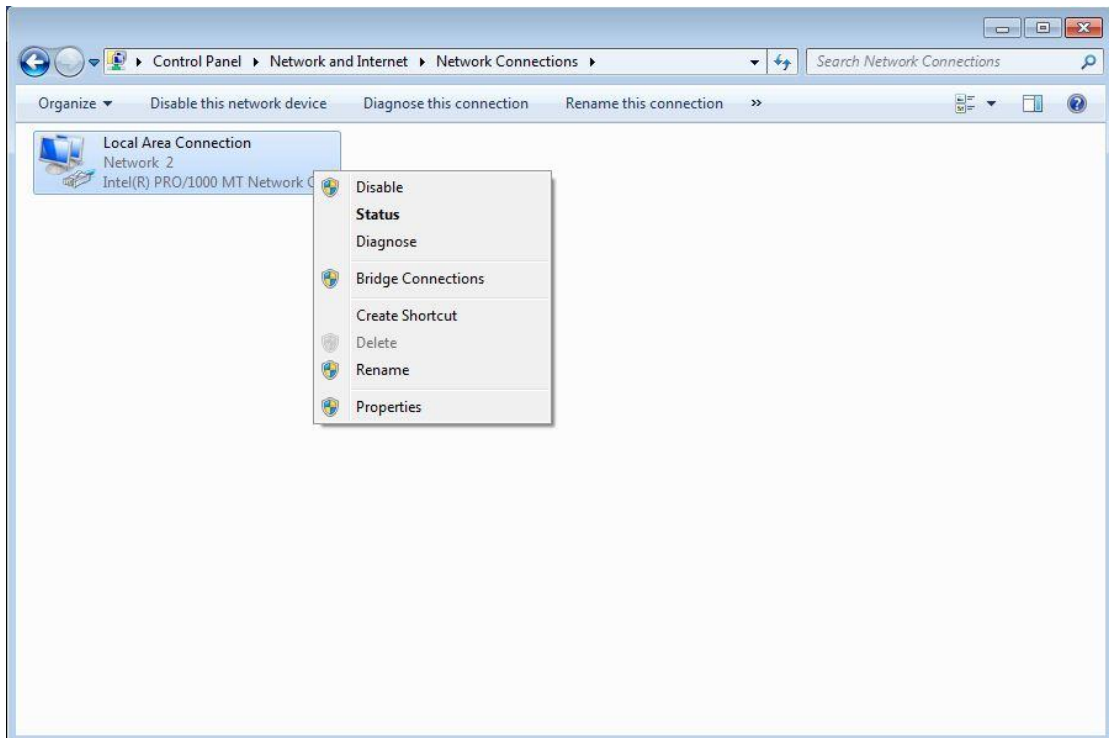 Control Panel Network and Internet Network Connections Search Network Connections
Organize Disable this network device Diagnose this connection Rename this connection »
Local Area Connection
Network 2
Intel(R) PRO/1000 MT Network
Disable
Status
Diagnose
Bridge Connections
Create Shortcut
Delete
Rename
Properties